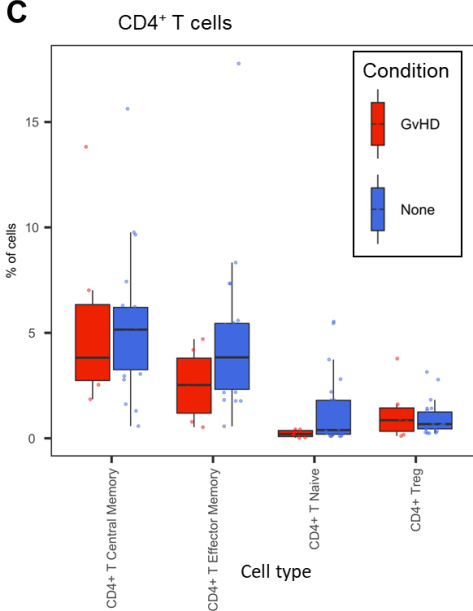 C
CD4⁺ T cells
Condition
GvHD
None
% of cells
15
10
5
0
CD4+ T Central Memory
CD4+ T Effector Memory
CD4+ T Naive
CD4+ Treg
Cell type